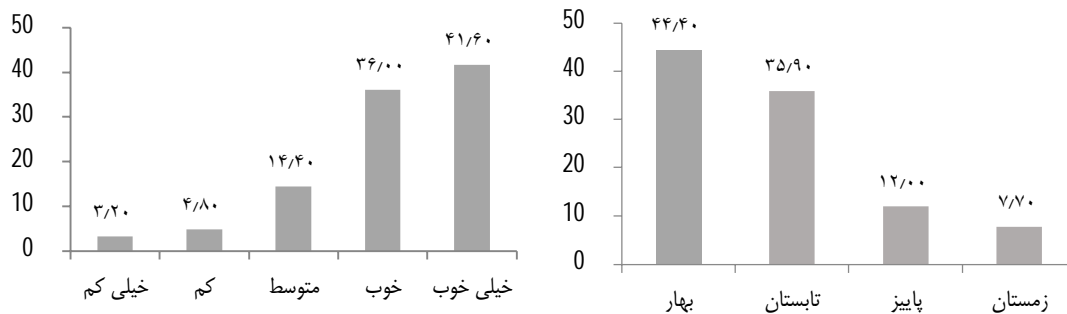 50
40
30
20
10
0
۳٫۲۰
۴٫۸۰
۱۴٫۴۰
۳۶٫۰۰
۴۱٫۶۰
خیلی کم
کم
متوسط
خوب
خیلی خوب
50
40
30
20
10
0
۴۴٫۴۰
۳۵٫۹۰
۱۲٫۰۰
۷٫۷۰
بهار
تابستان
پاییز
زمستان